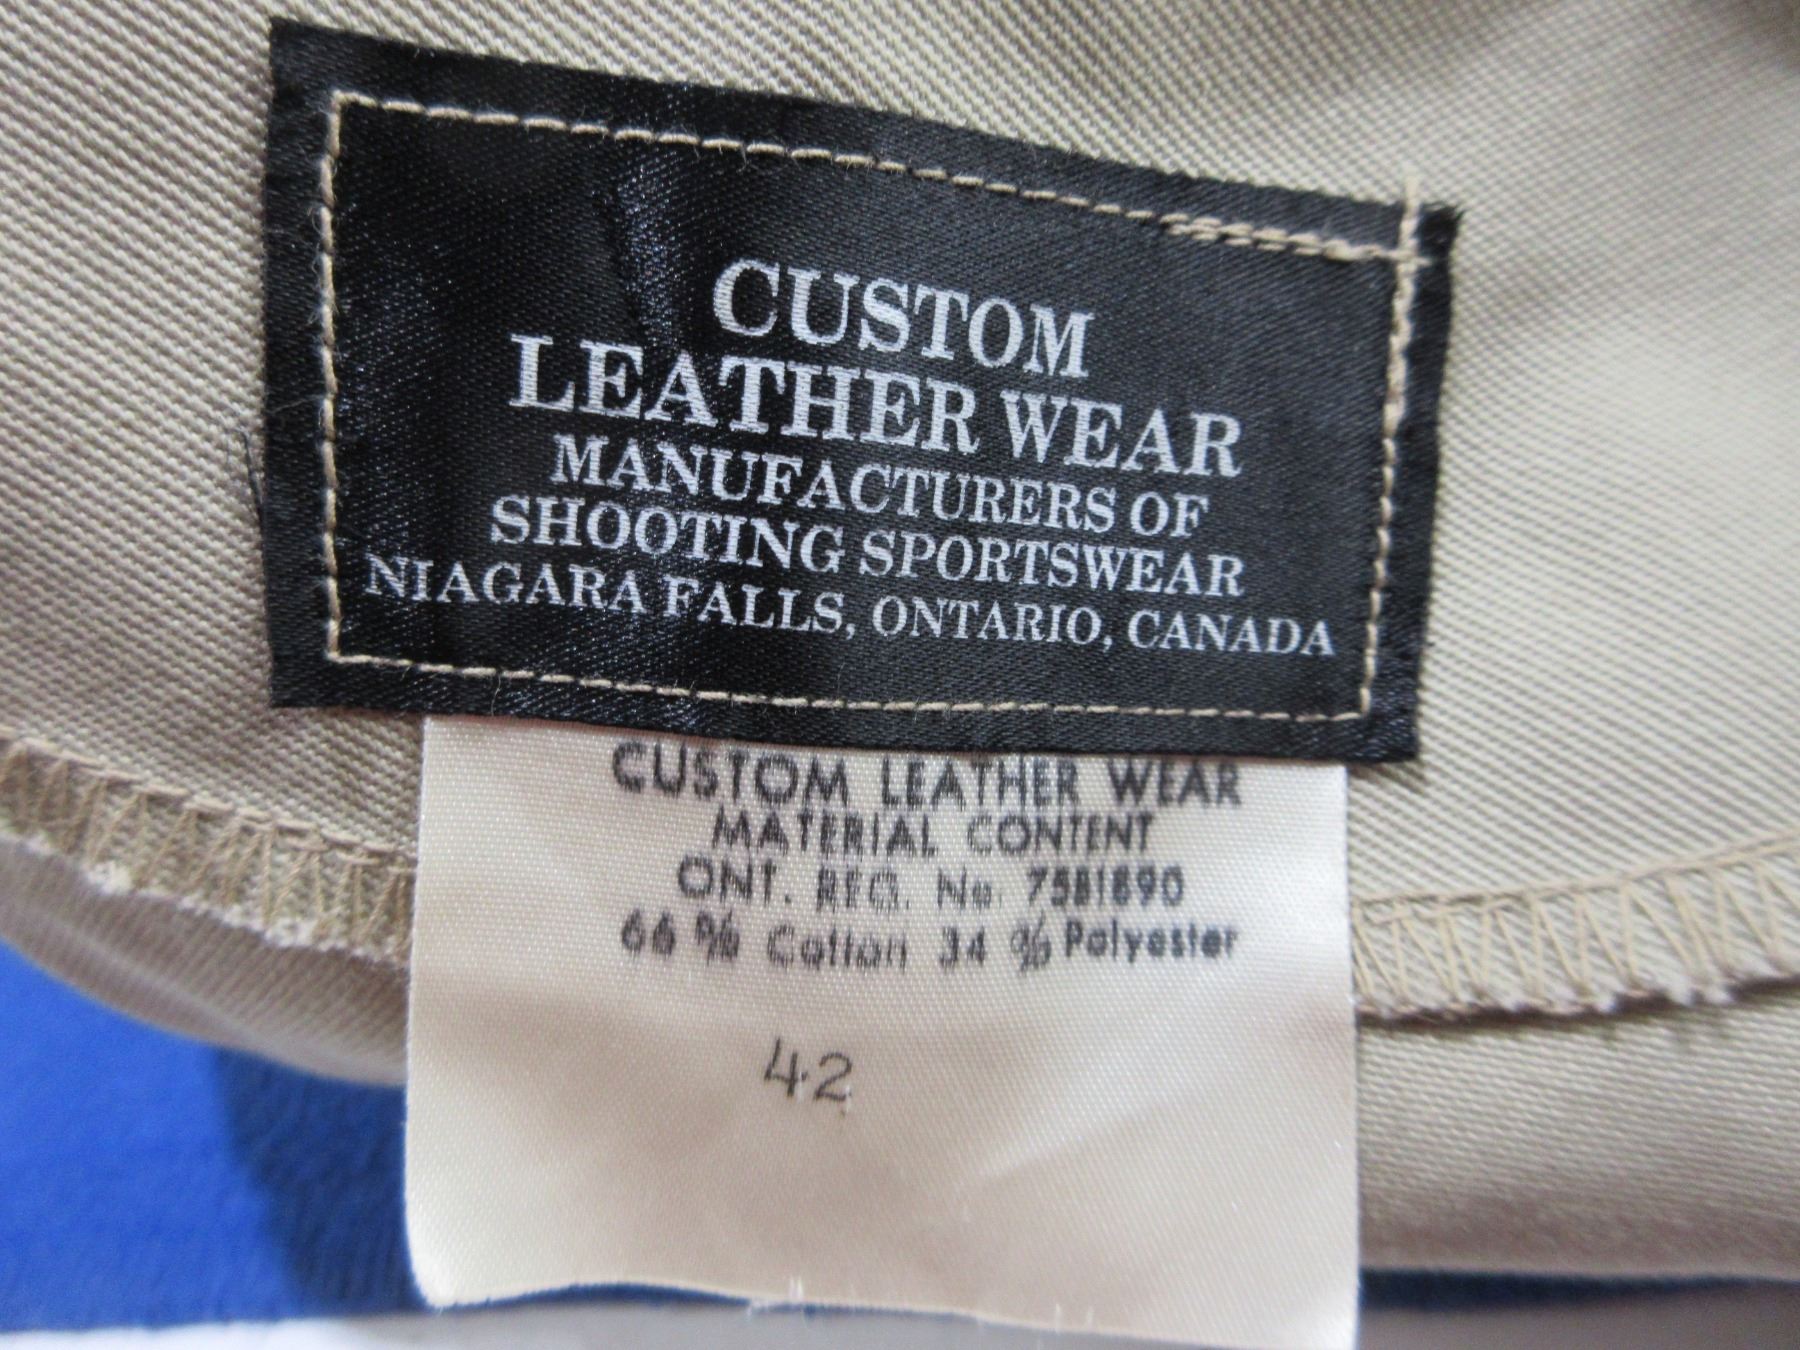 CUSTOM
LEATHER WEAR
MANUFACTURERS OF
SHOOTING SPORTSWEAR
NIAGARA FALLS, ONTARIO, CANADA
CUSTOM LEATHER WEAR
MATERIAL CONTENT
ONT. REG. No. 75B1890
66 % Cotton 34 % Polyester
42